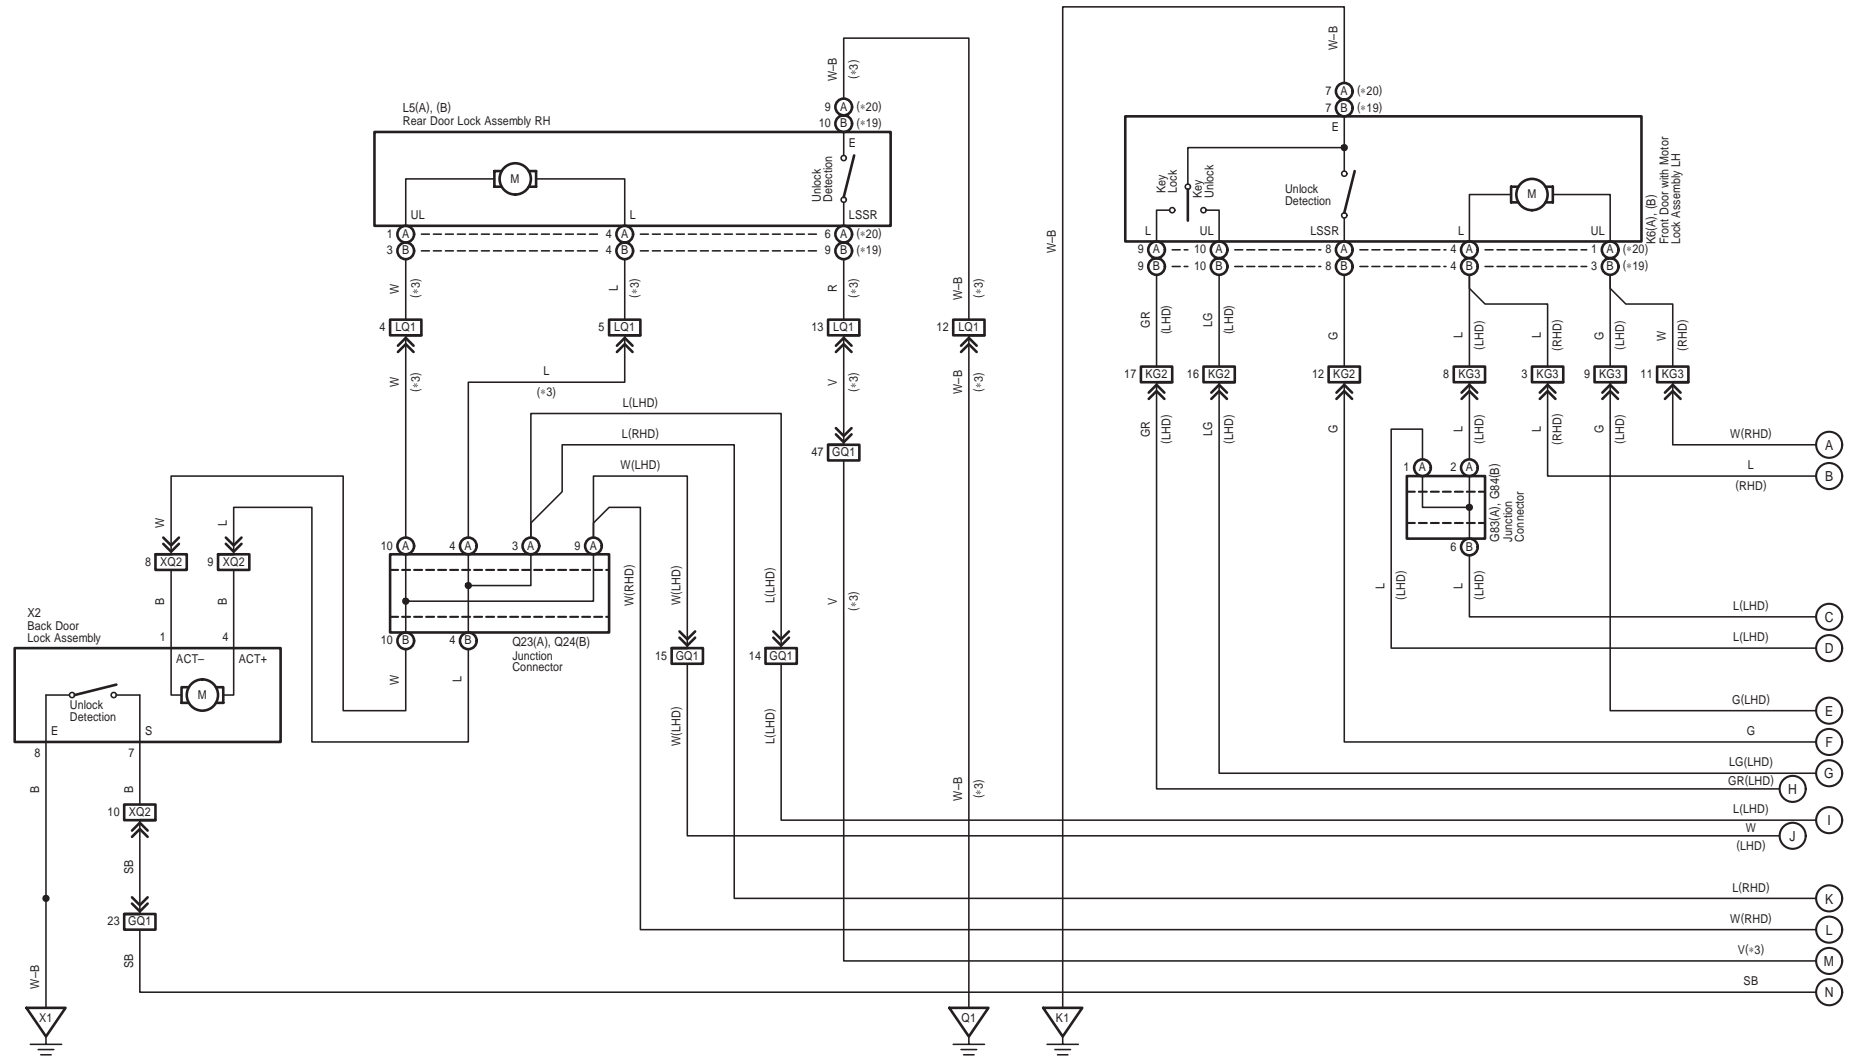 W–B
(*3)
W–B
L5(A), (B)
Rear Door Lock Assembly RH
9 A (*20)
10 B (*19)
7 A (*20)
7 B (*19)
E
M
Unlock
Detection
UL
L
LSSR
E
Key
Lock
Key
Unlock
Unlock
Detection
M
L
UL
LSSR
L
UL
K6(A), (B)
Front Door with Motor
Lock Assembly LH
1 A 4 A 6 A (*20)
3 B 4 B 9 B (*19)
9 A 10 A 8 A 4 A 1 A (*20)
9 B 10 B 8 B 4 B 3 B (*19)
W–B
W
(*3)
L
(*3)
R
(*3)
W–B
(*3)
4 LQ1
5 LQ1
13 LQ1
12 LQ1
GR
(LHD)
LG
(LHD)
G
L
(LHD)
L
(RHD)
G
(LHD)
W
(RHD)
17 KG2
16 KG2
12 KG2
8 KG3
3 KG3
9 KG3
11 KG3
W
(*3)
L
(*3)
V
(*3)
W–B
(*3)
L(LHD)
L(RHD)
W(LHD)
47 GQ1
GR
(LHD)
LG
(LHD)
G
L
(LHD)
L
(RHD)
G
(LHD)
W(RHD) A
L B
(RHD)
1 A 2 A
G83(A), G84(B)
Junction
Connector
6 B
W
L
8 XQ2
9 XQ2
10 A 4 A 3 A 9 A
B
B
W(RHD)
W(LHD)
L(LHD)
V
(*3)
L
(LHD)
L
(LHD)
X2
Back Door
Lock Assembly
1
4
10 B 4 B
Q23(A), Q24(B)
Junction
Connector
L(LHD) C
L(LHD) D
15 GQ1
14 GQ1
ACT–
ACT+
M
Unlock
Detection
E
S
W
L
W(LHD)
L(LHD)
G(LHD) E
G F
LG(LHD) G
GR(LHD) H
8
7
B
B
W–B
(*3)
10 XQ2
L(LHD) I
W J
(LHD)
SB
L(RHD) K
23 GQ1
W(RHD) L
V(*3) M
W–B
SB
SB N
X1
Q1
K1